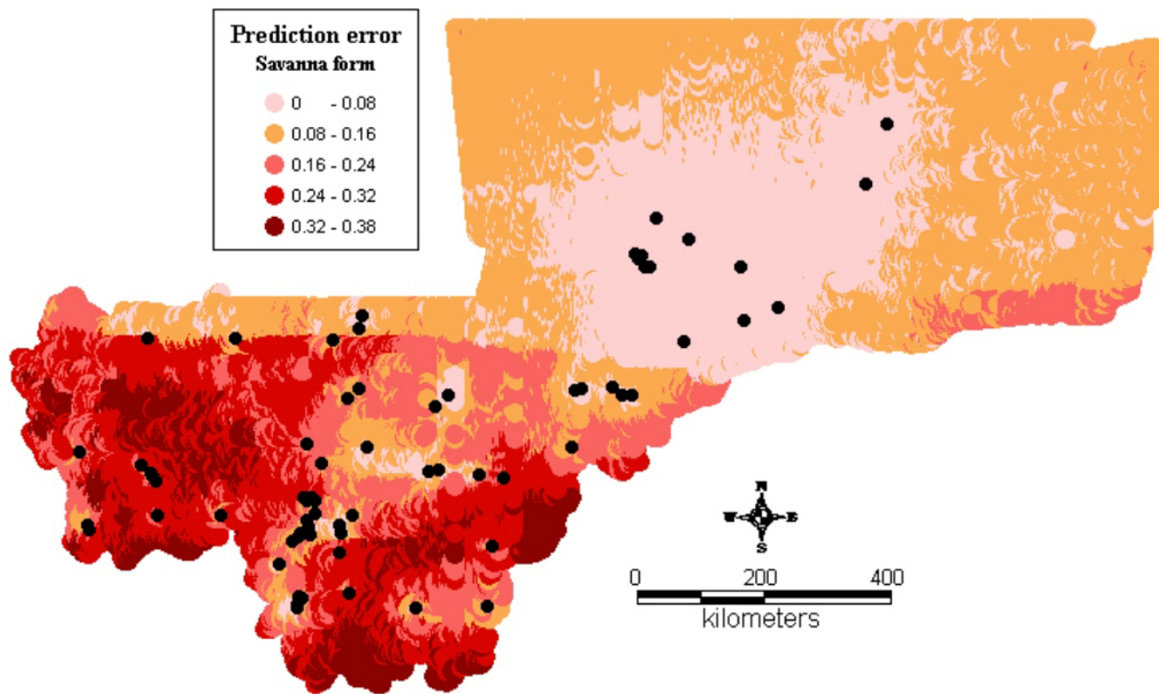 Prediction error
Savanna form
0 - 0.08
0.08 - 0.16
0.16 - 0.24
0.24 - 0.32
0.32 - 0.38
N
W E
S
0 200 400
kilometers